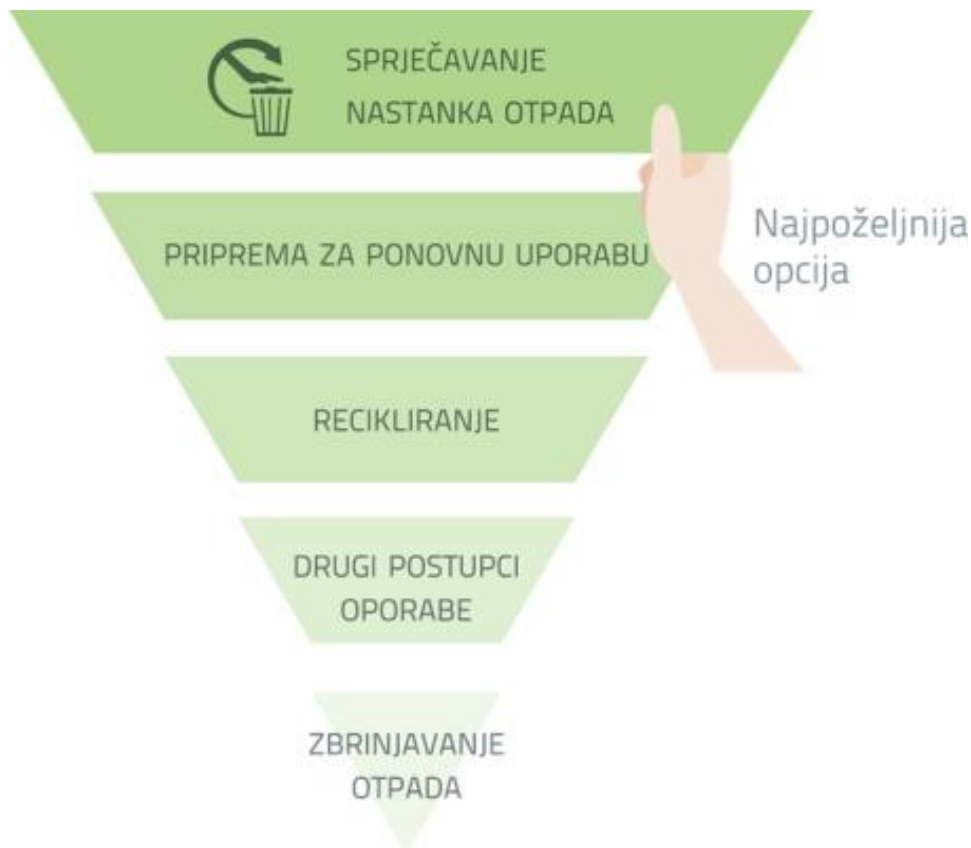 SPRJEČAVANJE
NASTANKA OTPADA
PRIPREMA ZA PONOVNU UPORABU
Najpoželjnija
opcija
RECIKLIRANJE
DRUGI POSTUPCI
OPORABE
ZBRINJAVANJE
OTPADA